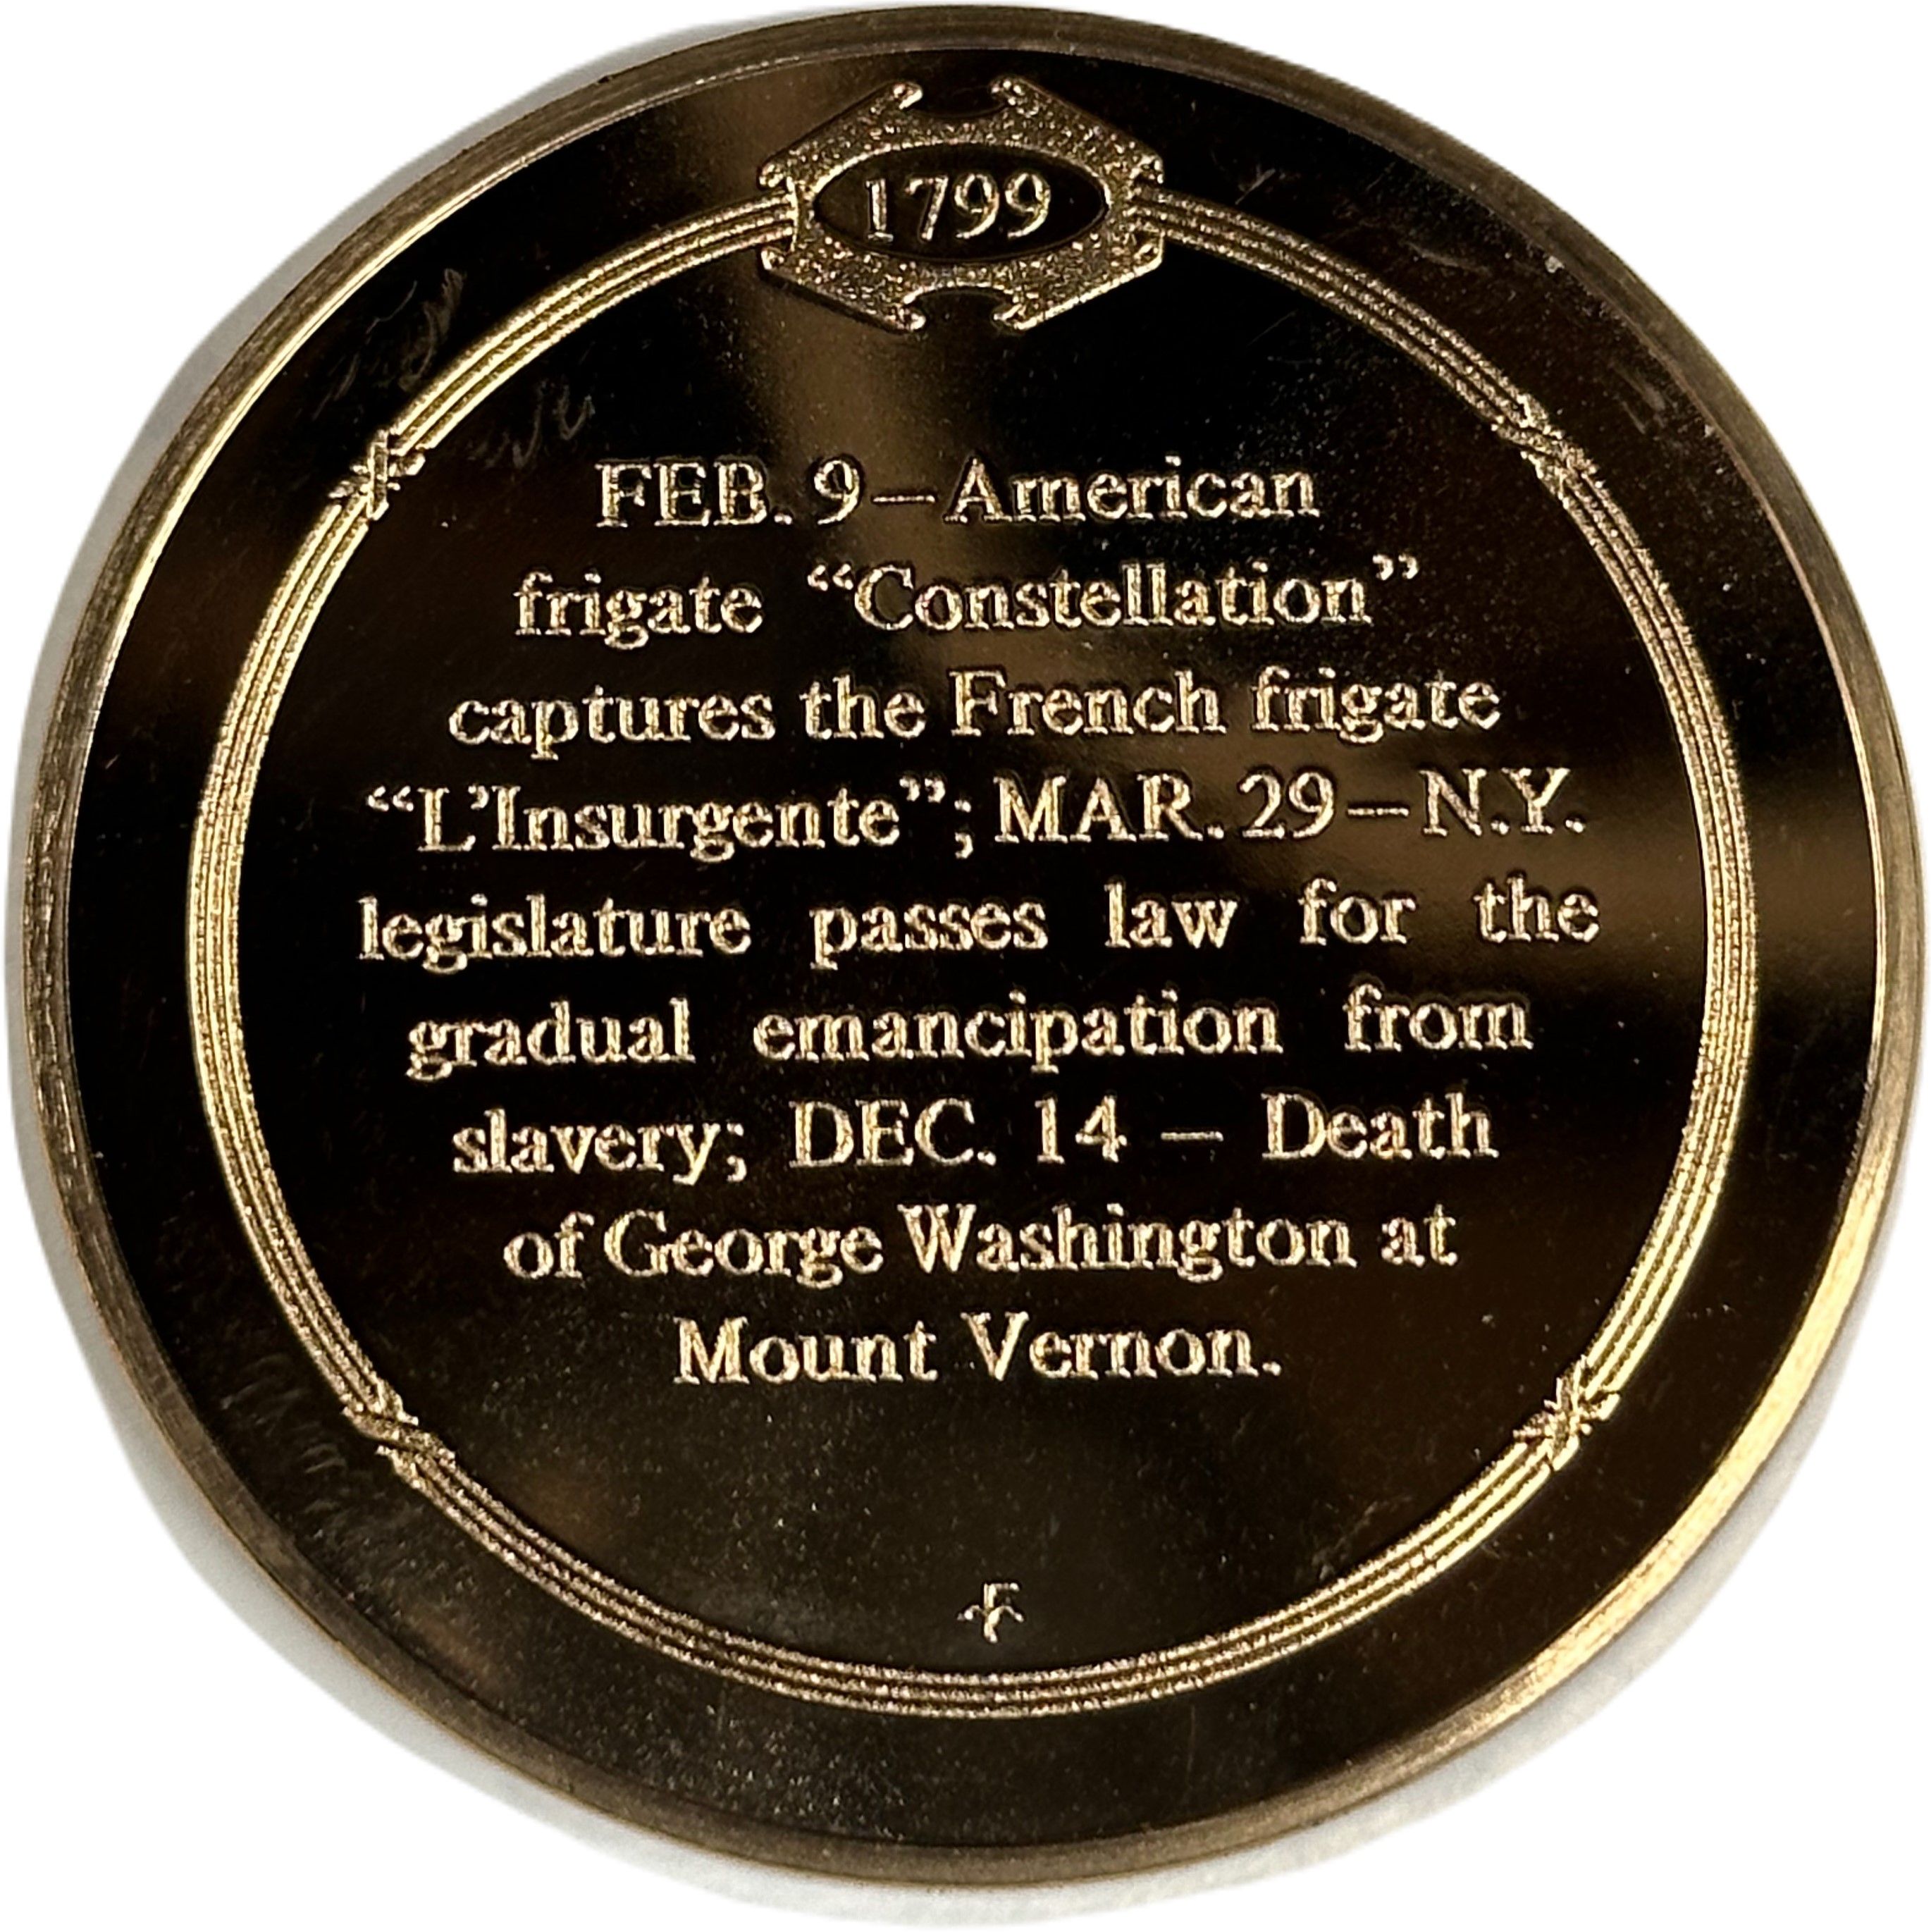 1799
FEB. 9 — American
frigate “Constellation”
captures the French frigate
“L’Insurgente”; MAR. 29 — N.Y.
legislature passes law for the
gradual emancipation from
slavery; DEC. 14 — Death
of George Washington at
Mount Vernon.